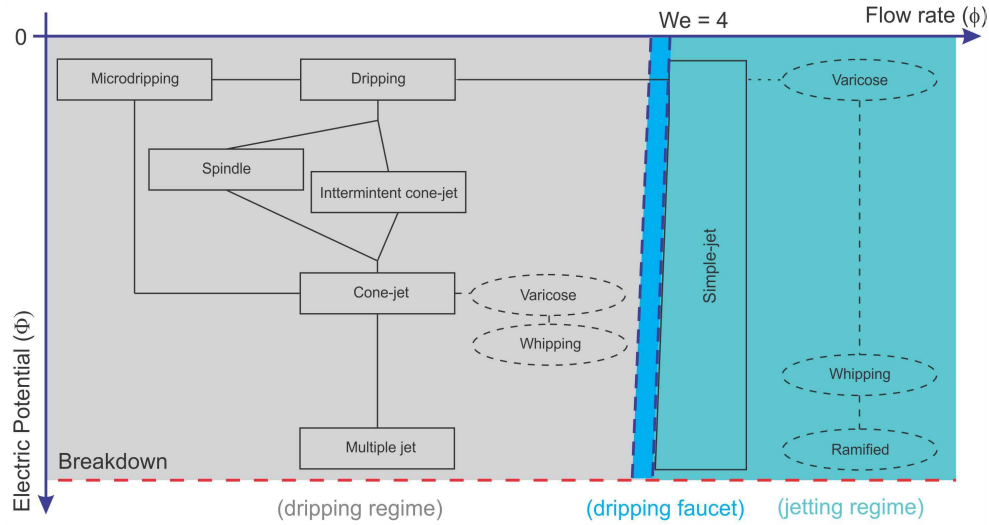 We = 4
Flow rate (ϕ)
0
Microdripping
Dripping
Varicose
Spindle
Inttermintent cone-jet
Simple-jet
Cone-jet
Varicose
Whipping
Whipping
Multiple jet
Ramified
Electric Potential (Φ)
Breakdown
(dripping regime)
(dripping faucet)
(jetting regime)